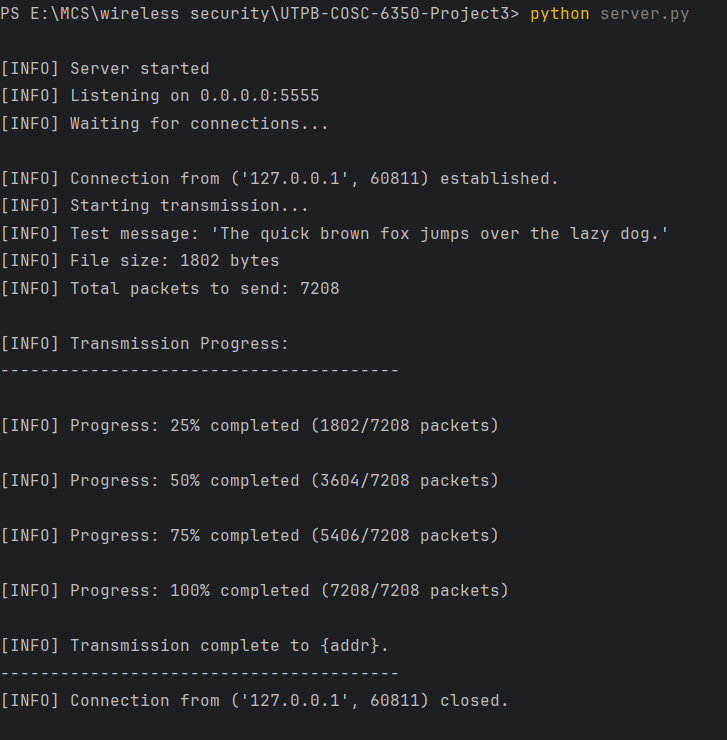 PS E:\MCS\wireless security\UTPB-COSC-6350-Project3> python server.py
[INFO] Server started
[INFO] Listening on 0.0.0.0:5555
[INFO] Waiting for connections...
[INFO] Connection from ('127.0.0.1', 60811) established.
[INFO] Starting transmission...
[INFO] Test message: 'The quick brown fox jumps over the lazy dog.'
[INFO] File size: 1802 bytes
[INFO] Total packets to send: 7208
[INFO] Transmission Progress:
----------------------------------------
[INFO] Progress: 25% completed (1802/7208 packets)
[INFO] Progress: 50% completed (3604/7208 packets)
[INFO] Progress: 75% completed (5406/7208 packets)
[INFO] Progress: 100% completed (7208/7208 packets)
[INFO] Transmission complete to {addr}.
----------------------------------------
[INFO] Connection from ('127.0.0.1', 60811) closed.